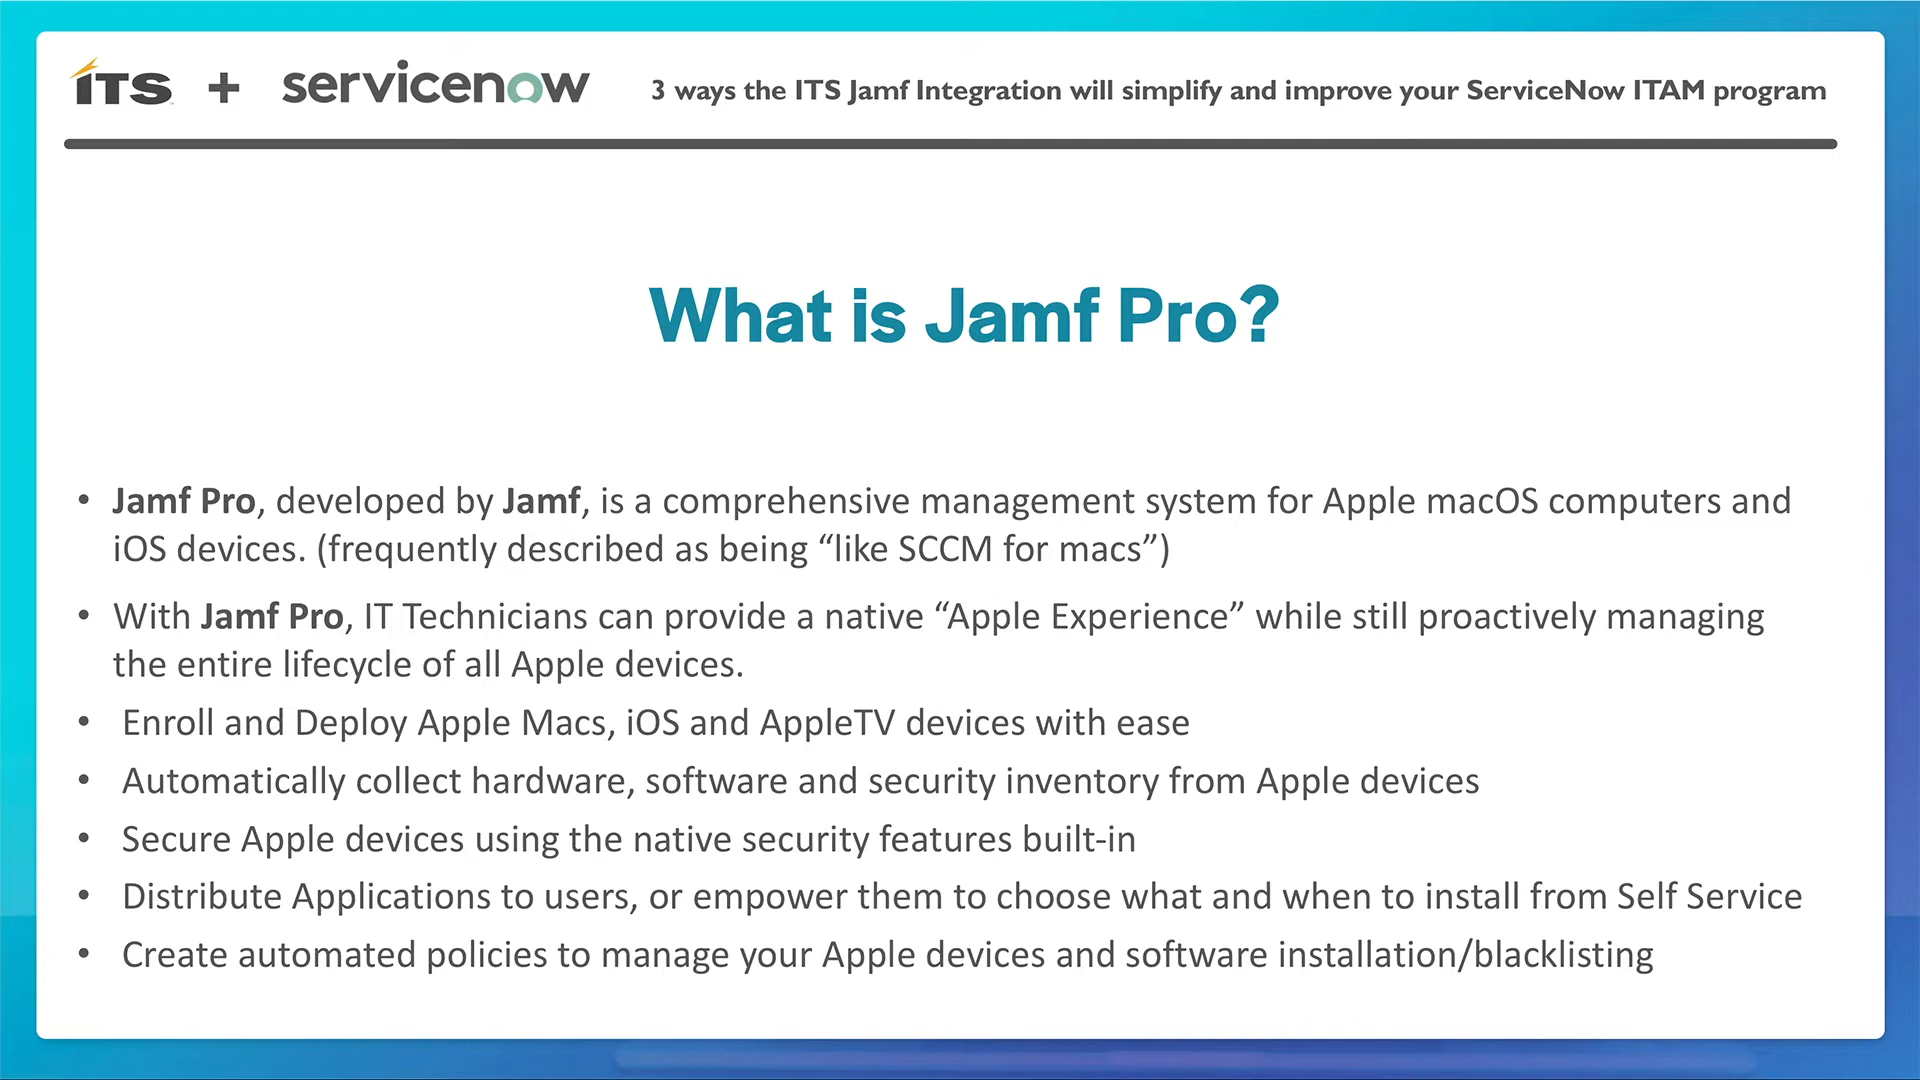 ITS + servicenow 3 ways the ITS Jamf Integration will simplify and improve your ServiceNow ITAM program
What is Jamf Pro?
• Jamf Pro, developed by Jamf, is a comprehensive management system for Apple macOS computers and
iOS devices. (frequently described as being “like SCCM for macs”)
• With Jamf Pro, IT Technicians can provide a native “Apple Experience” while still proactively managing
the entire lifecycle of all Apple devices.
• Enroll and Deploy Apple Macs, iOS and AppleTV devices with ease
• Automatically collect hardware, software and security inventory from Apple devices
• Secure Apple devices using the native security features built-in
• Distribute Applications to users, or empower them to choose what and when to install from Self Service
• Create automated policies to manage your Apple devices and software installation/blacklisting